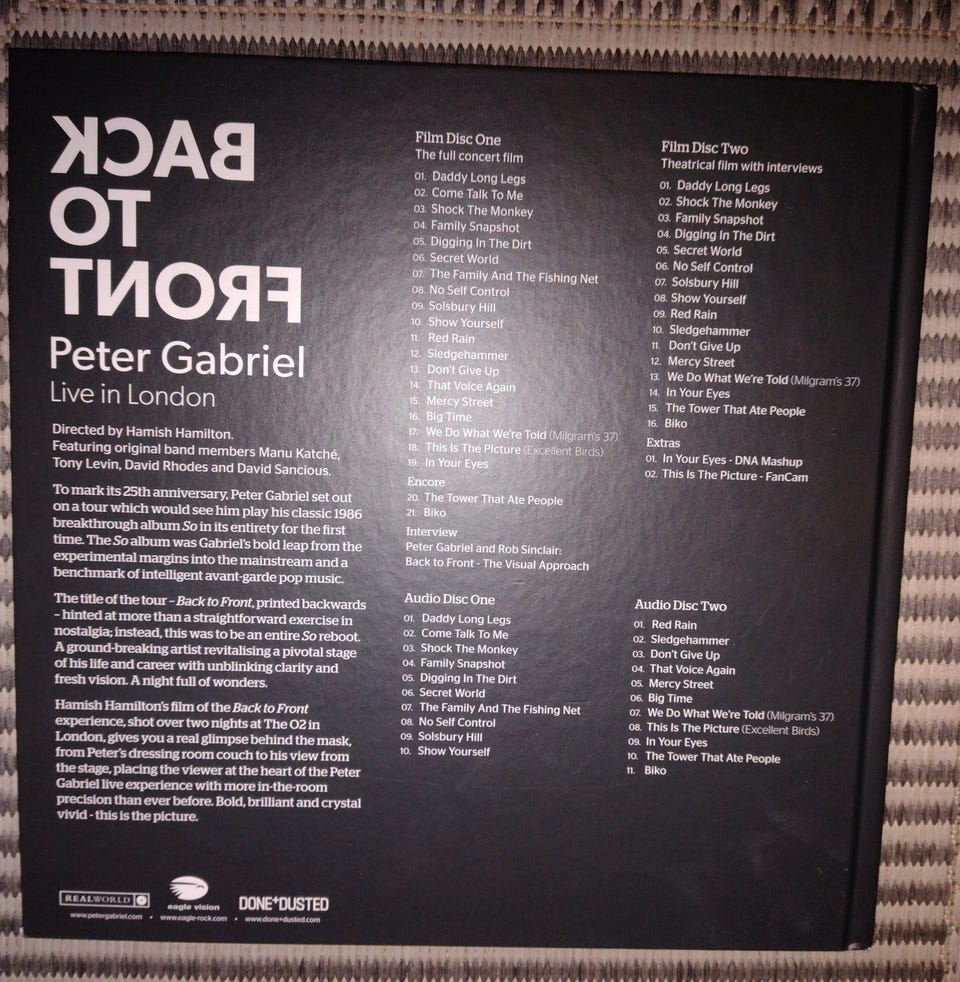 BACK
TO
FRONT
Peter Gabriel
Live in London
Directed by Hamish Hamilton.
Featuring original band members Manu Katché,
Tony Levin, David Rhodes and David Sancious.
To mark its 25th anniversary, Peter Gabriel set out
on a tour which would see him play his classic 1986
breakthrough album So in its entirety for the first
time. The So album was Gabriel's bold leap from the
experimental margins into the mainstream and a
benchmark of intelligent avant-garde pop music.
The title of the tour – Back to Front, printed backwards
– hinted at more than a straightforward exercise in
nostalgia; instead, this was to be an entire So reboot.
A ground-breaking artist revitalising a pivotal stage
of his life and career with unblinking clarity and
fresh vision. A night full of wonders.
Hamish Hamilton's film of the Back to Front
experience, shot over two nights at The O2 in
London, gives you a real glimpse behind the mask,
from Peter's dressing room couch to his view from
the stage, placing the viewer at the heart of the Peter
Gabriel live experience with more in-the-room
precision than ever before. Bold, brilliant and crystal
vivid - this is the picture.
REALWORLD
www.petergabriel.com
eagle vision
www.eagle-rock.com
DONE+DUSTED
www.done+dusted.com
Film Disc One
The full concert film
01. Daddy Long Legs
02. Come Talk To Me
03. Shock The Monkey
04. Family Snapshot
05. Digging In The Dirt
06. Secret World
07. The Family And The Fishing Net
08. No Self Control
09. Solsbury Hill
10. Show Yourself
11. Red Rain
12. Sledgehammer
13. Don't Give Up
14. That Voice Again
15. Mercy Street
16. Big Time
17. We Do What We're Told (Milgram's 37)
18. This Is The Picture (Excellent Birds)
19. In Your Eyes
Encore
20. The Tower That Ate People
21. Biko
Interview
Peter Gabriel and Rob Sinclair:
Back to Front - The Visual Approach
Film Disc Two
Theatrical film with interviews
01. Daddy Long Legs
02. Shock The Monkey
03. Family Snapshot
04. Digging In The Dirt
05. Secret World
06. No Self Control
07. Solsbury Hill
08. Show Yourself
09. Red Rain
10. Sledgehammer
11. Don't Give Up
12. Mercy Street
13. We Do What We're Told (Milgram's 37)
14. In Your Eyes
15. The Tower That Ate People
16. Biko
Extras
01. In Your Eyes - DNA Mashup
02. This Is The Picture - FanCam
Audio Disc One
01. Daddy Long Legs
02. Come Talk To Me
03. Shock The Monkey
04. Family Snapshot
05. Digging In The Dirt
06. Secret World
07. The Family And The Fishing Net
08. No Self Control
09. Solsbury Hill
10. Show Yourself
Audio Disc Two
01. Red Rain
02. Sledgehammer
03. Don't Give Up
04. That Voice Again
05. Mercy Street
06. Big Time
07. We Do What We're Told (Milgram's 37)
08. This Is The Picture (Excellent Birds)
09. In Your Eyes
10. The Tower That Ate People
11. Biko